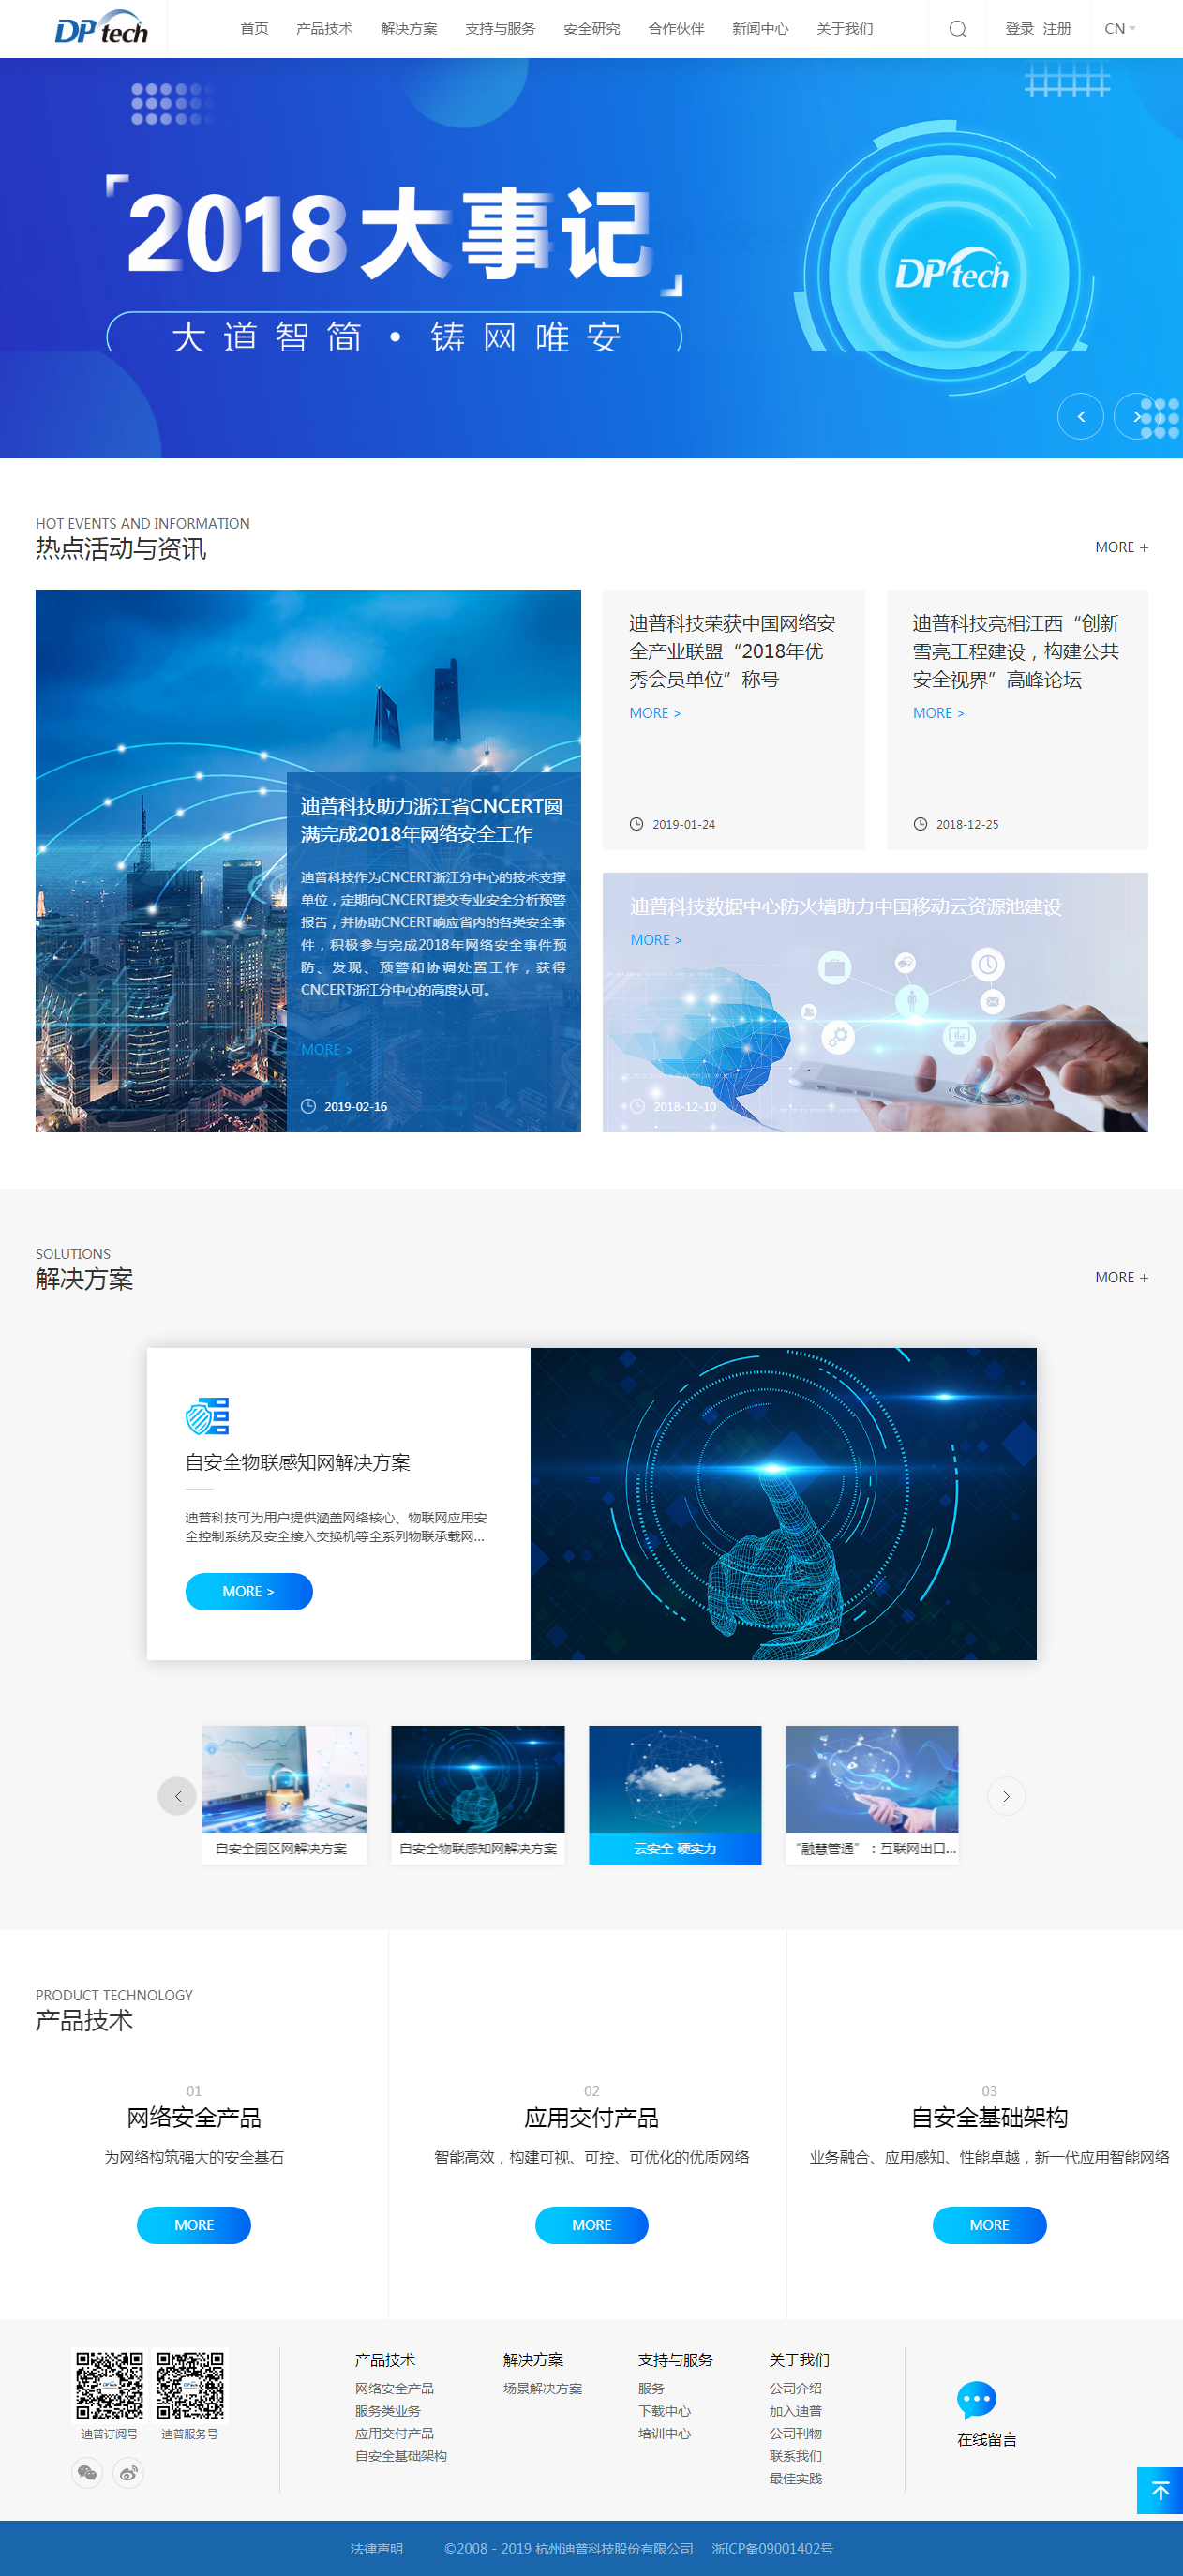 DPtech 首页 产品技术 解决方案 支持与服务 安全研究 合作伙伴 新闻中心 关于我们 登录 注册 CN
2018大事记
DPtech
大道智简·铸网唯安
HOT EVENTS AND INFORMATION
热点活动与资讯
MORE +
迪普科技助力浙江省CNCERT圆
满完成2018年网络安全工作
迪普科技作为CNCERT浙江分中心的技术支撑
单位，定期向CNCERT提交专业安全分析预警
报告，并协助CNCERT响应省内的各类安全事
件，积极参与完成2018年网络安全事件预
防、发现、预警和协调处置工作，获得
CNCERT浙江分中心的高度认可。
MORE >
2019-02-16
迪普科技荣获中国网络安
全产业联盟“2018年优
秀会员单位”称号
MORE >
2019-01-24
迪普科技亮相江西“创新
雪亮工程建设，构建公共
安全视界”高峰论坛
MORE >
2018-12-25
迪普科技数据中心防火墙助力中国移动云资源池建设
MORE >
2018-12-10
SOLUTIONS
解决方案
MORE +
自安全物联感知网解决方案
迪普科技可为用户提供涵盖网络核心、物联网应用安
全控制系统及安全接入交换机等全系列物联承载网...
MORE >
自安全园区网解决方案
自安全物联感知网解决方案
云安全 硬实力
“融慧管通”：互联网出口...
PRODUCT TECHNOLOGY
产品技术
01
网络安全产品
为网络构筑强大的安全基石
MORE
02
应用交付产品
智能高效，构建可视、可控、可优化的优质网络
MORE
03
自安全基础架构
业务融合、应用感知、性能卓越，新一代应用智能网络
MORE
迪普订阅号 迪普服务号
产品技术
网络安全产品
服务类业务
应用交付产品
自安全基础架构
解决方案
场景解决方案
支持与服务
服务
下载中心
培训中心
关于我们
公司介绍
加入迪普
公司刊物
联系我们
最佳实践
在线留言
法律声明 ©2008 - 2019 杭州迪普科技股份有限公司 浙ICP备09001402号